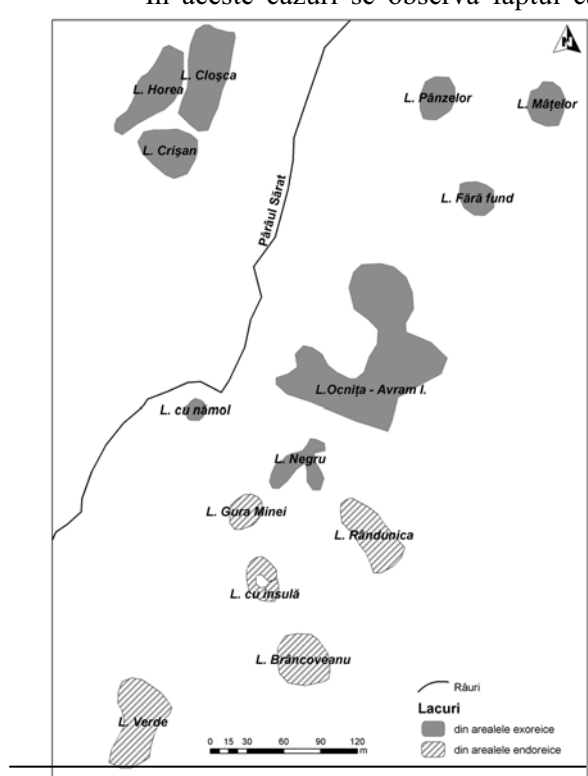 In aceste cazuri se observă faptul că
N
L. Cloșca
L. Horea
L. Crișan
L. Pânzelor
L. Mâțelor
L. Fără fund
Pârâul Sărat
L.Ocnița - Avram I.
L. cu nămol
L. Negru
L. Gura Minei
L. Rândunica
L. cu insulă
L. Brâncoveanu
L. Verde
Râuri
Lacuri
din arealele exoreice
din arealele endoreice
0 15 30 60 90 120
m